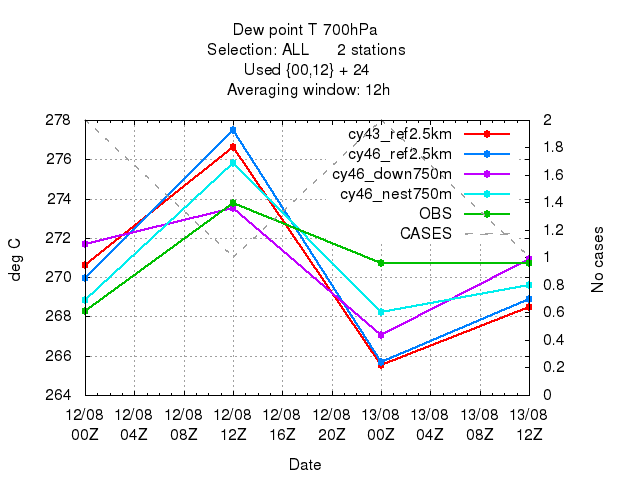 Dew point T 700hPa
Selection: ALL 2 stations
Used {00,12} + 24
Averaging window: 12h
278
276
274
272
270
268
266
264
deg C
2
1.8
1.6
1.4
1.2
1
0.8
0.6
0.4
0.2
0
No cases
cy43_ref2.5km
cy46_ref2.5km
cy46_down750m
cy46_nest750m
OBS
CASES
12/08 12/08 12/08 12/08 12/08 12/08 13/08 13/08 13/08 13/08
00Z 04Z 08Z 12Z 16Z 20Z 00Z 04Z 08Z 12Z
Date